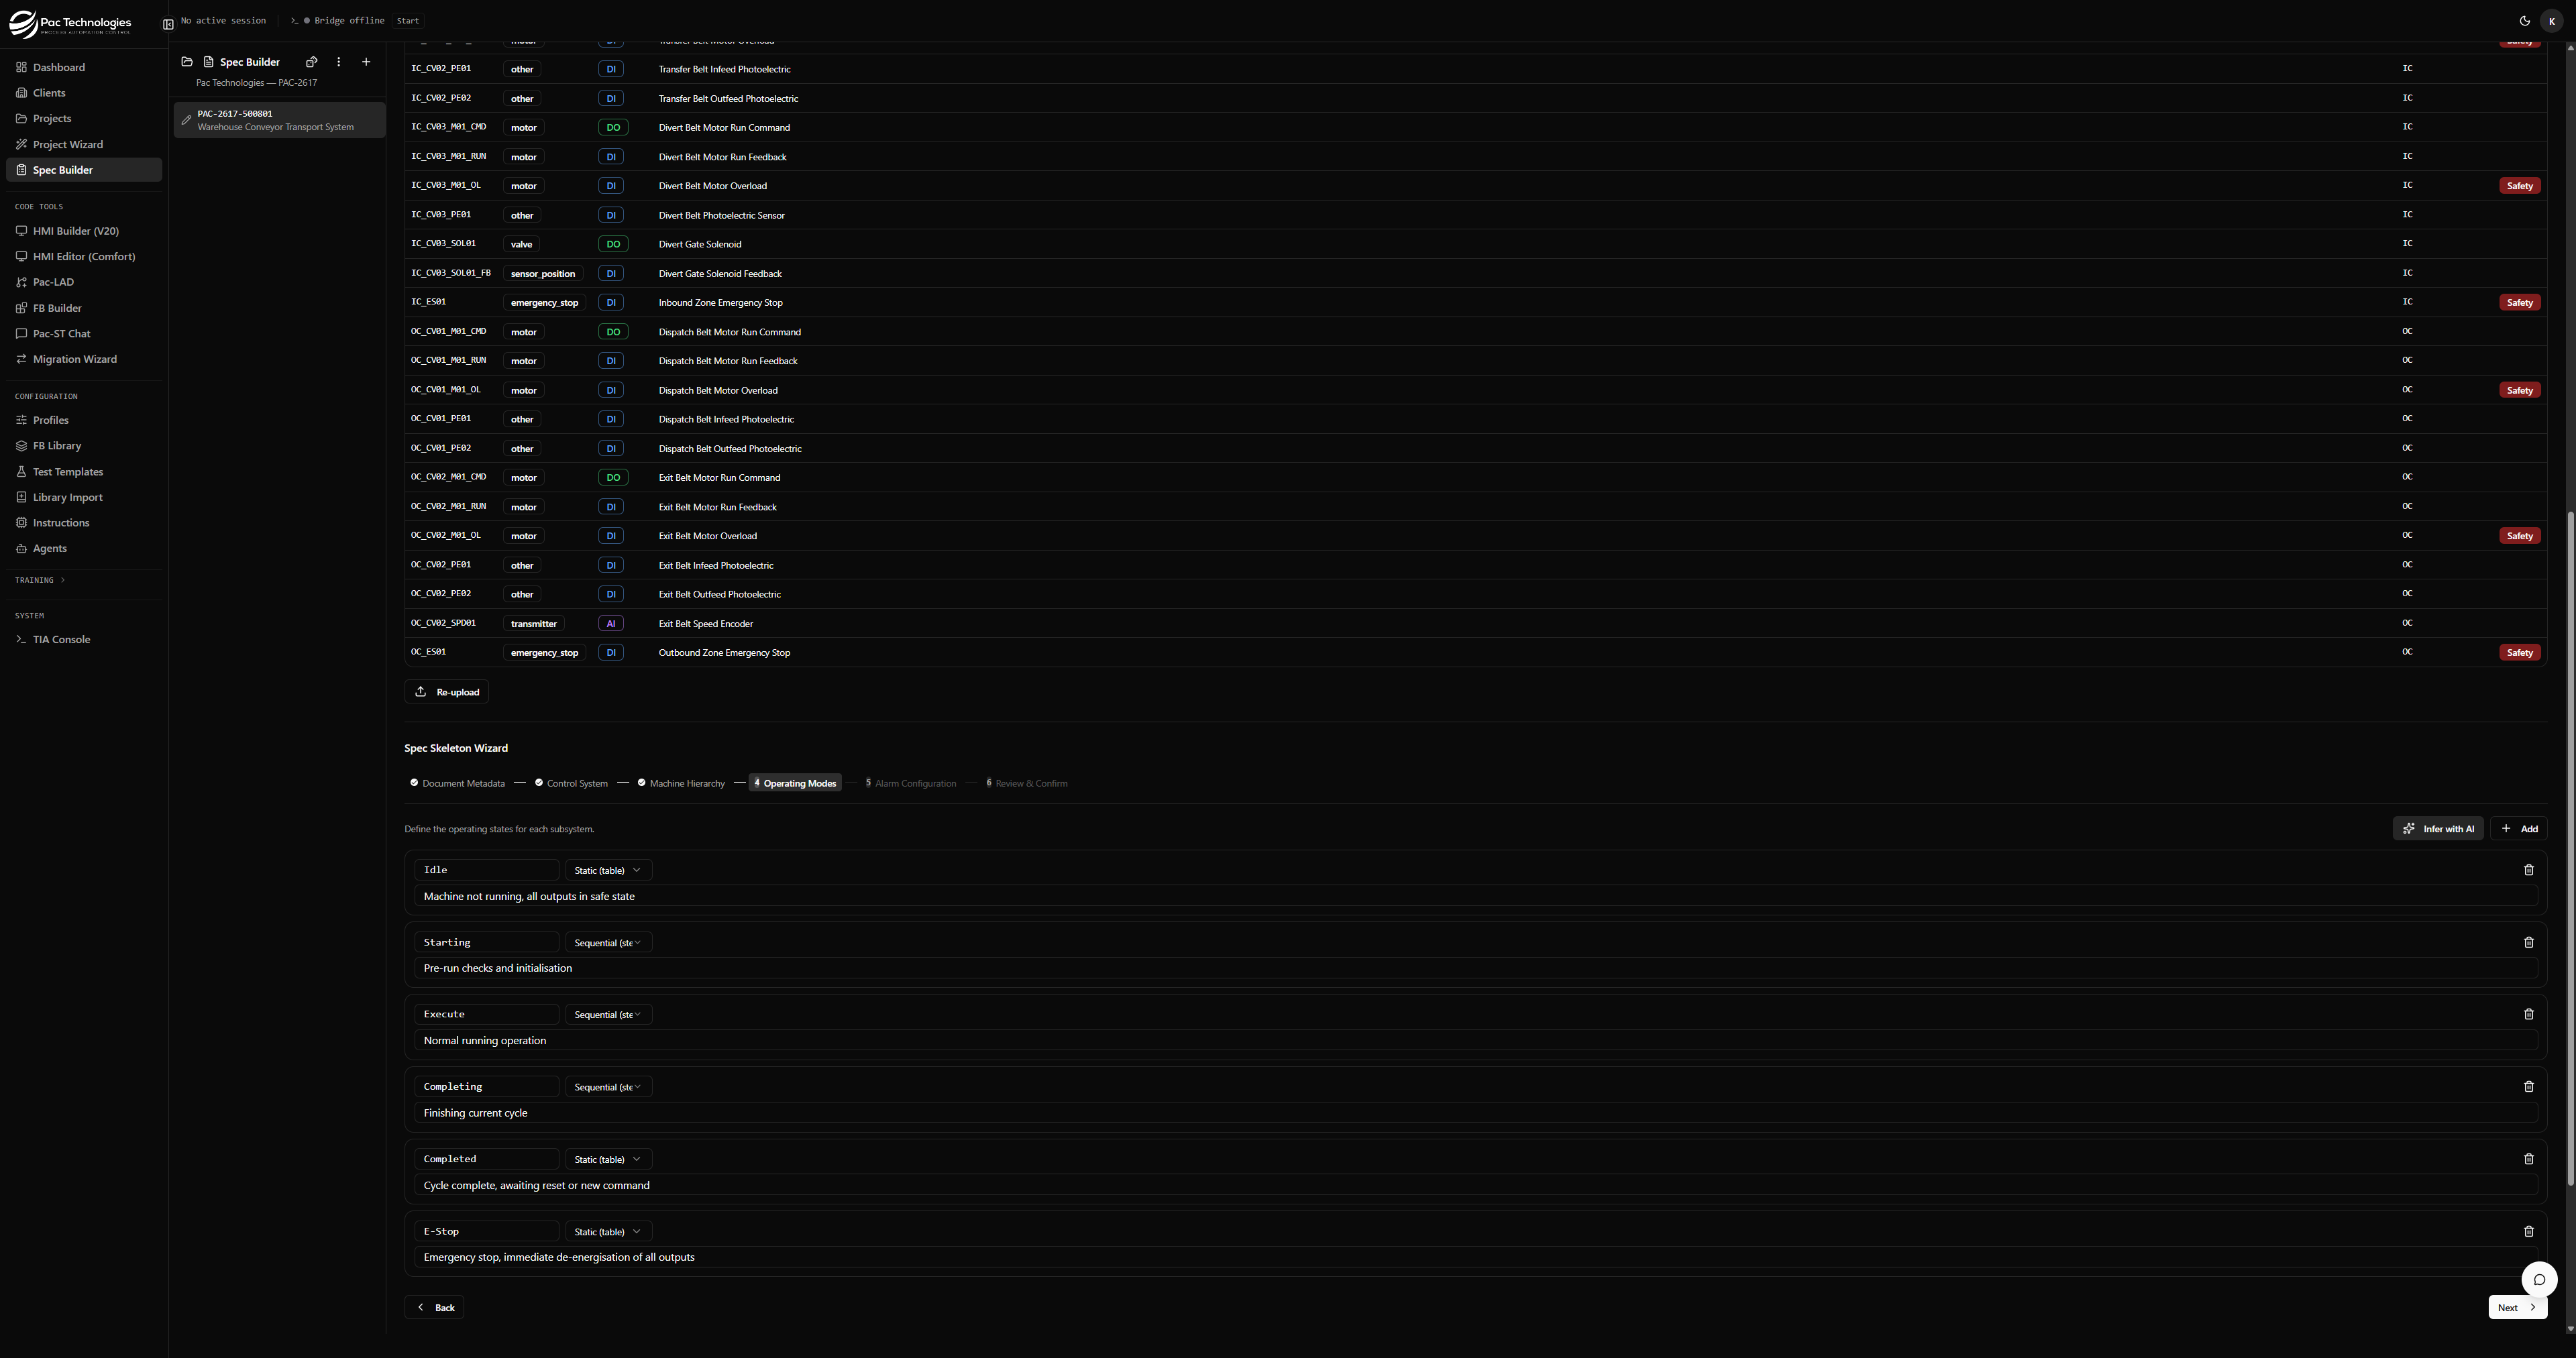 Pac Technologies
PROCESS AUTOMATION CONTROL
No active session
>_ Bridge offline Start
K
Dashboard
Clients
Projects
Project Wizard
Spec Builder
CODE TOOLS
HMI Builder (V20)
HMI Editor (Comfort)
Pac-LAD
FB Builder
Pac-ST Chat
Migration Wizard
CONFIGURATION
Profiles
FB Library
Test Templates
Library Import
Instructions
Agents
TRAINING >
SYSTEM
>_ TIA Console
Spec Builder
Pac Technologies — PAC-2617
PAC-2617-500801
Warehouse Conveyor Transport System
motor DI Transfer Belt Motor Overload Safety
IC_CV02_PE01 other DI Transfer Belt Infeed Photoelectric IC
IC_CV02_PE02 other DI Transfer Belt Outfeed Photoelectric IC
IC_CV03_M01_CMD motor DO Divert Belt Motor Run Command IC
IC_CV03_M01_RUN motor DI Divert Belt Motor Run Feedback IC
IC_CV03_M01_OL motor DI Divert Belt Motor Overload IC Safety
IC_CV03_PE01 other DI Divert Belt Photoelectric Sensor IC
IC_CV03_SOL01 valve DO Divert Gate Solenoid IC
IC_CV03_SOL01_FB sensor_position DI Divert Gate Solenoid Feedback IC
IC_ES01 emergency_stop DI Inbound Zone Emergency Stop IC Safety
OC_CV01_M01_CMD motor DO Dispatch Belt Motor Run Command OC
OC_CV01_M01_RUN motor DI Dispatch Belt Motor Run Feedback OC
OC_CV01_M01_OL motor DI Dispatch Belt Motor Overload OC Safety
OC_CV01_PE01 other DI Dispatch Belt Infeed Photoelectric OC
OC_CV01_PE02 other DI Dispatch Belt Outfeed Photoelectric OC
OC_CV02_M01_CMD motor DO Exit Belt Motor Run Command OC
OC_CV02_M01_RUN motor DI Exit Belt Motor Run Feedback OC
OC_CV02_M01_OL motor DI Exit Belt Motor Overload OC Safety
OC_CV02_PE01 other DI Exit Belt Infeed Photoelectric OC
OC_CV02_PE02 other DI Exit Belt Outfeed Photoelectric OC
OC_CV02_SPD01 transmitter AI Exit Belt Speed Encoder OC
OC_ES01 emergency_stop DI Outbound Zone Emergency Stop OC Safety
Re-upload
Spec Skeleton Wizard
Document Metadata — Control System — Machine Hierarchy — 4 Operating Modes — 5 Alarm Configuration — 6 Review & Confirm
Define the operating states for each subsystem.
Infer with AI
+ Add
Idle Static (table)
Machine not running, all outputs in safe state
Starting Sequential (ste
Pre-run checks and initialisation
Execute Sequential (ste
Normal running operation
Completing Sequential (ste
Finishing current cycle
Completed Static (table)
Cycle complete, awaiting reset or new command
E-Stop Static (table)
Emergency stop, immediate de-energisation of all outputs
< Back
Next >